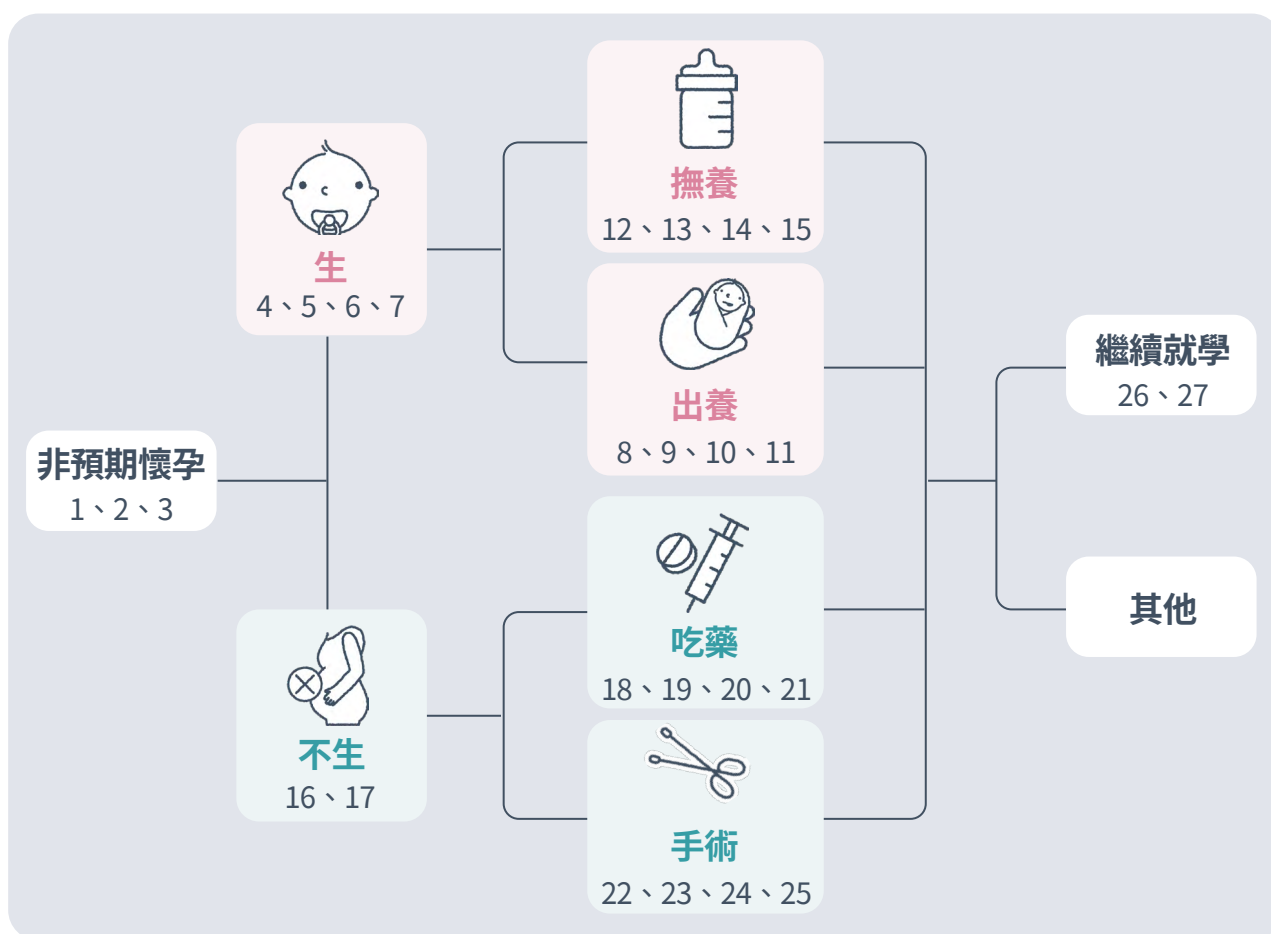 非預期懷孕
1、2、3
生
4、5、6、7
不生
16、17
撫養
12、13、14、15
出養
8、9、10、11
吃藥
18、19、20、21
手術
22、23、24、25
繼續就學
26、27
其他